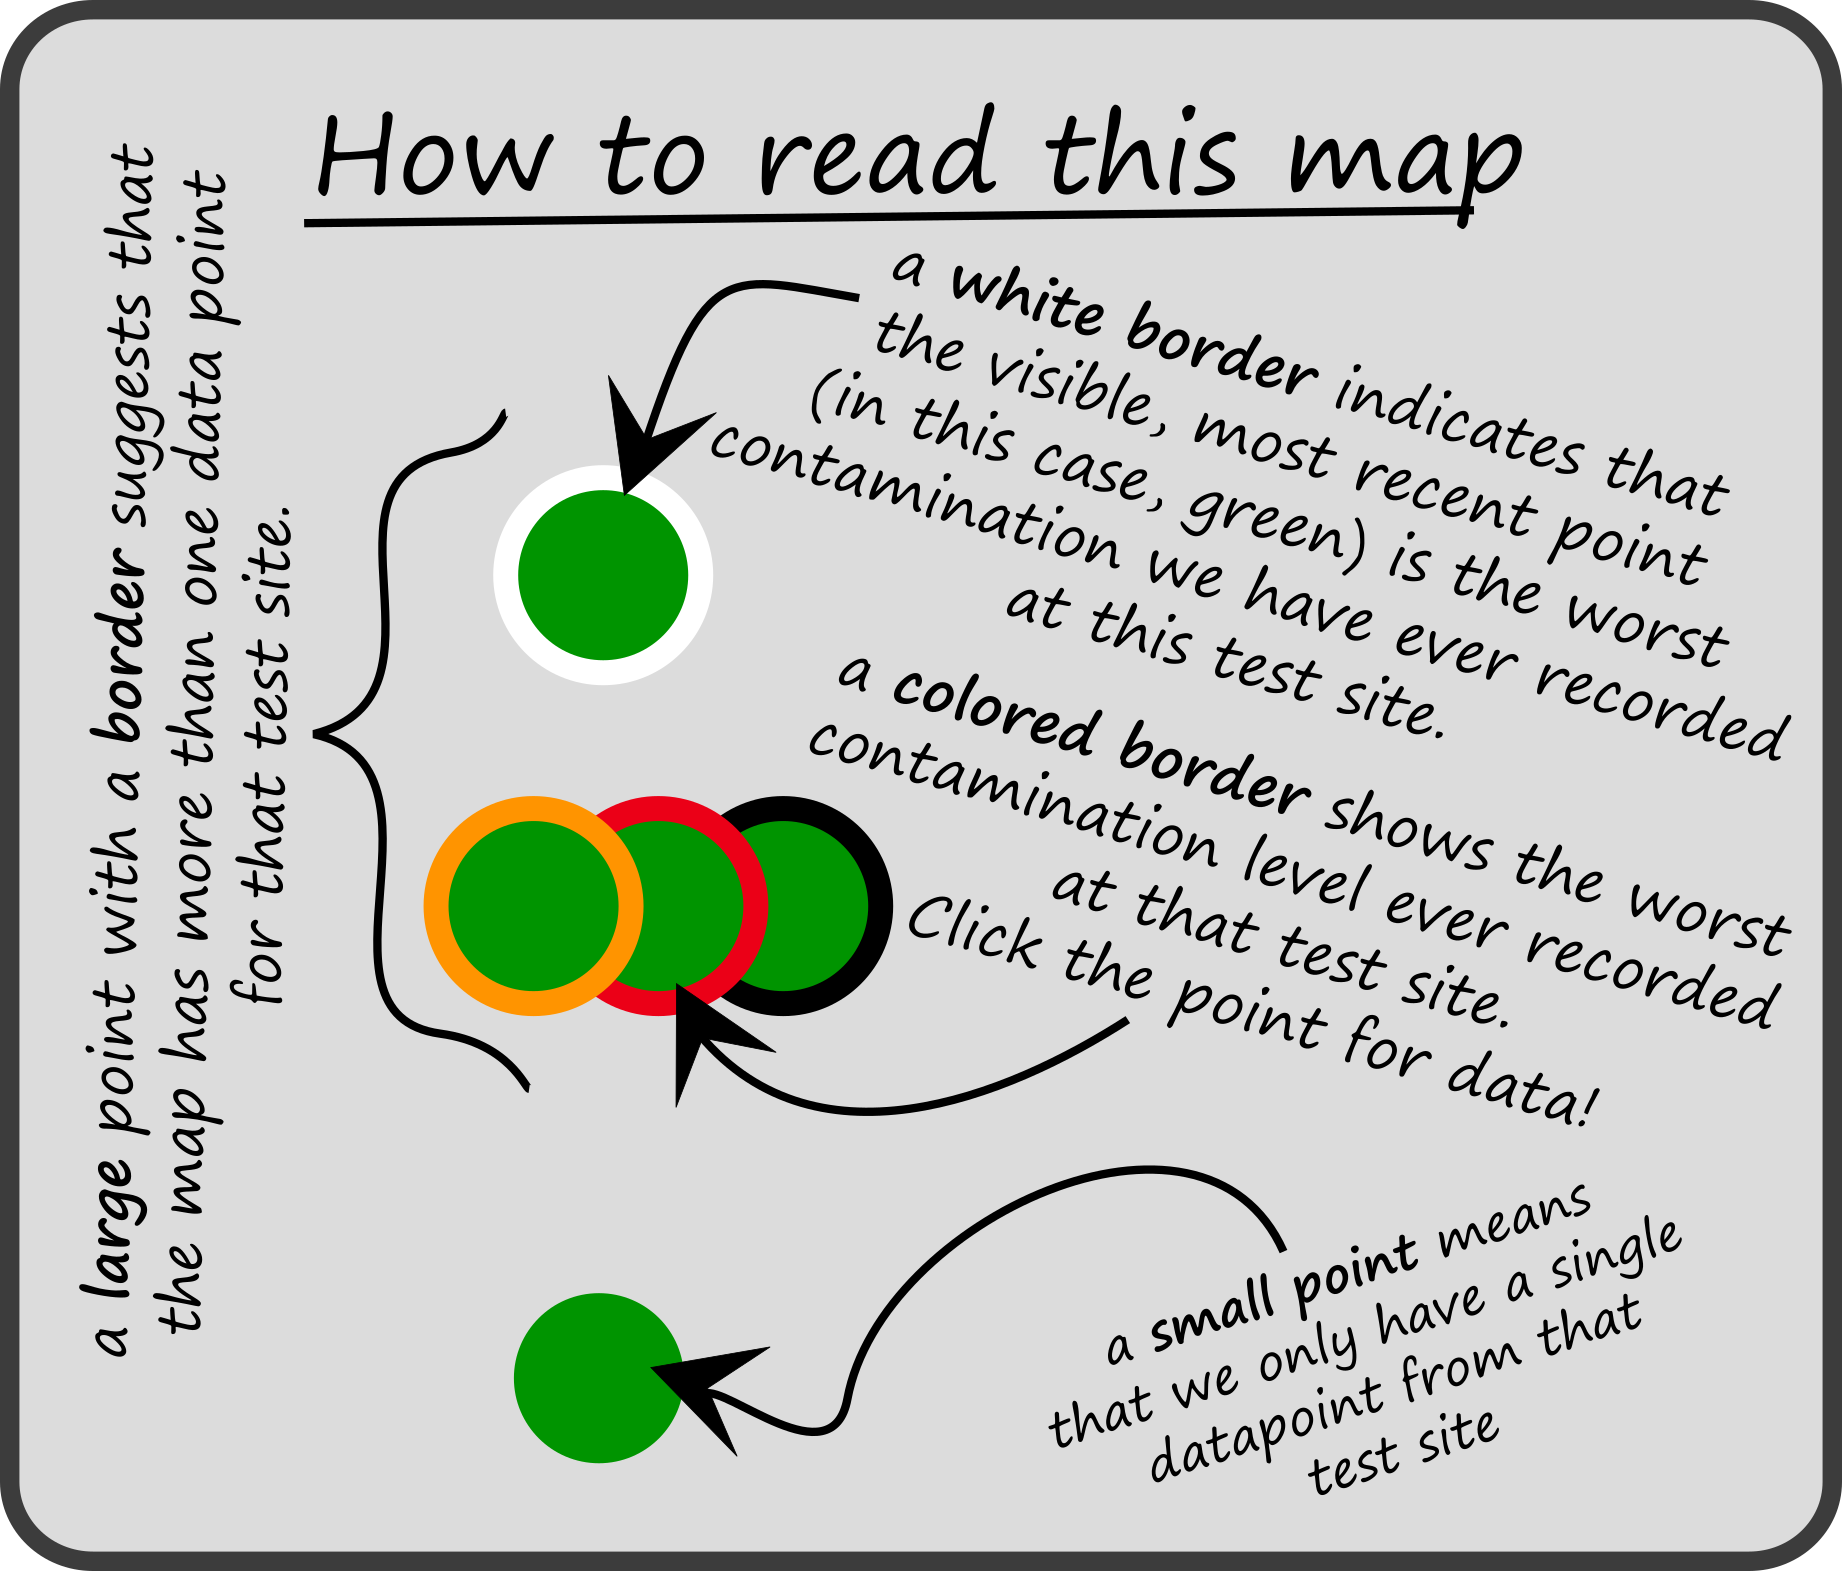 How to read this map
a large point with a border suggests that
the map has more than one data point
for that test site.
a white border indicates that
the visible, most recent point
(in this case, green) is the worst
contamination we have ever recorded
at this test site.
a colored border shows the worst
contamination level ever recorded
at that test site.
Click the point for data!
a small point means
that we only have a single
datapoint from that
test site